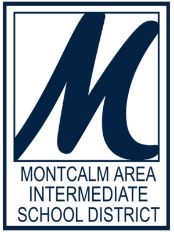 M
MONTCALM AREA
INTERMEDIATE
SCHOOL DISTRICT